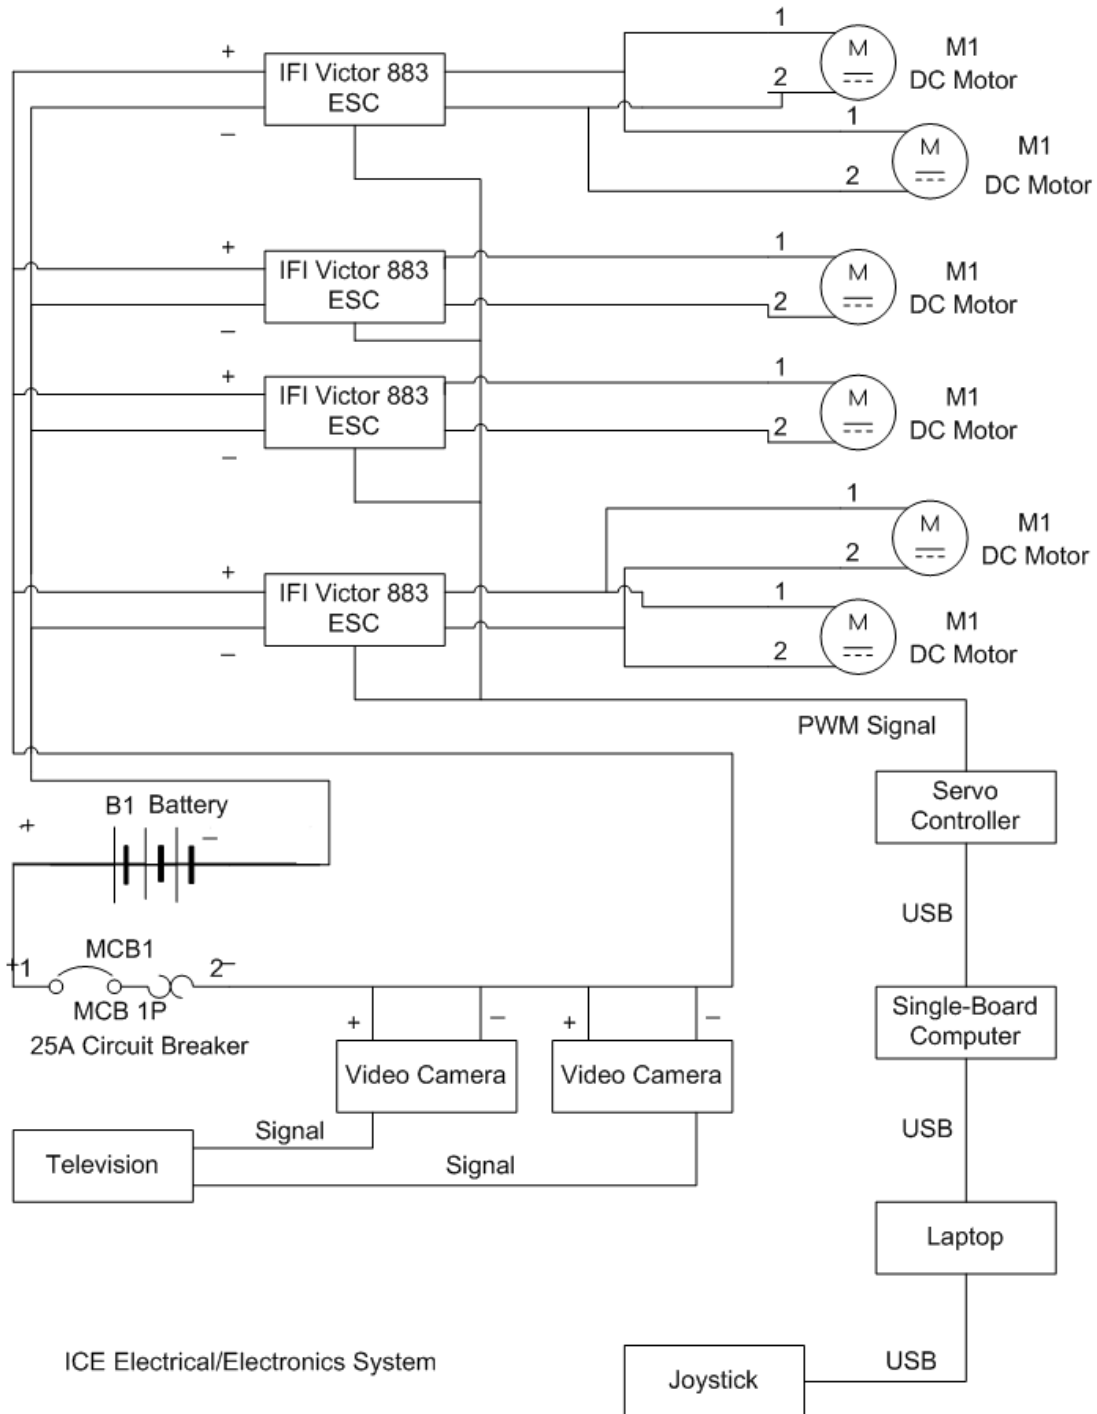 1
+
IFI Victor 883
ESC
2
M1
DC Motor
–
1
M1
2
DC Motor
+
IFI Victor 883
ESC
1
2
M1
DC Motor
–
+
IFI Victor 883
ESC
1
2
M1
DC Motor
–
1
M1
2
DC Motor
+
IFI Victor 883
ESC
1
M1
2
DC Motor
–
PWM Signal
Servo
Controller
B1 Battery
+
–
USB
MCB1
+1
2–
MCB 1P
25A Circuit Breaker
Single-Board
Computer
+
–
+
–
Video Camera
Video Camera
USB
Signal
Television
Signal
Laptop
ICE Electrical/Electronics System
USB
Joystick